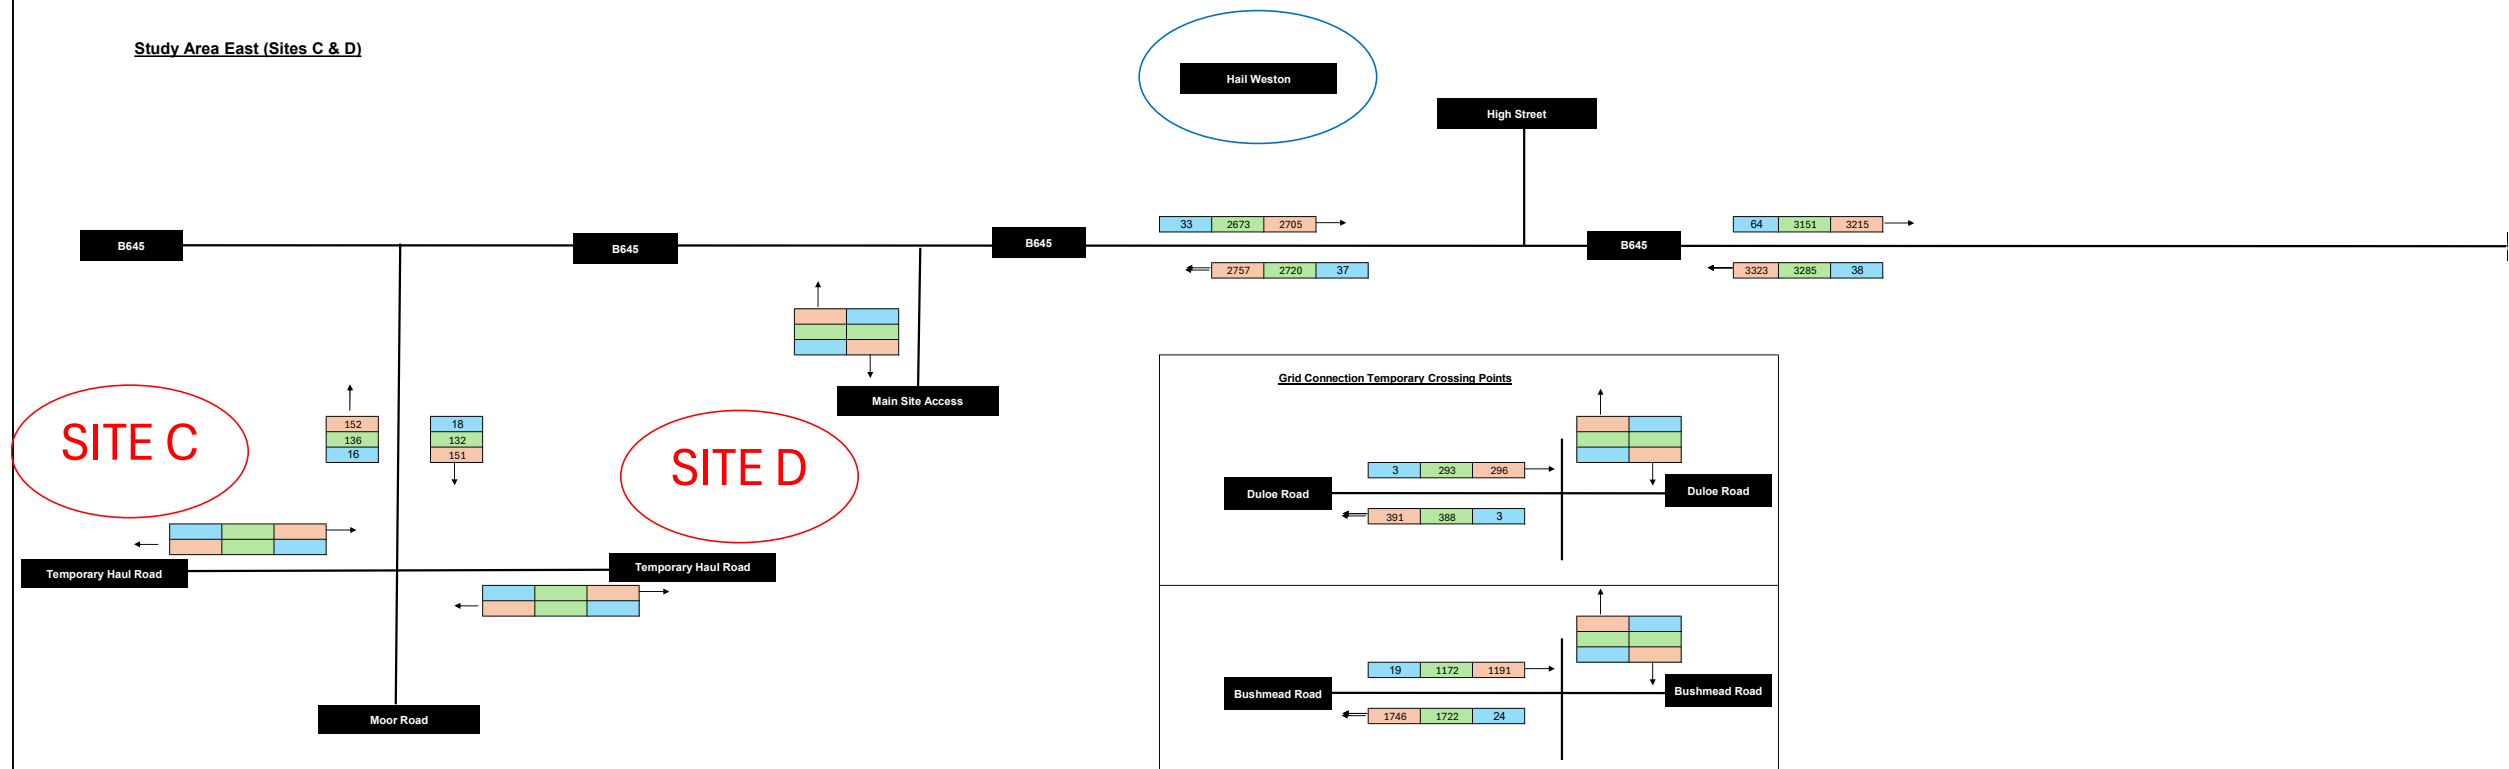 Study Area East (Sites C & D)
Hail Weston
High Street
33 2673 2705
64 3151 3215
B645
B645
B645
B645
2757 2720 37
3323 3285 38
Main Site Access
SITE C
152
136
16
18
132
151
SITE D
Temporary Haul Road
Temporary Haul Road
Moor Road
Grid Connection Temporary Crossing Points
3 293 296
Duloe Road
Duloe Road
391 388 3
19 1172 1191
Bushmead Road
Bushmead Road
1746 1722 24